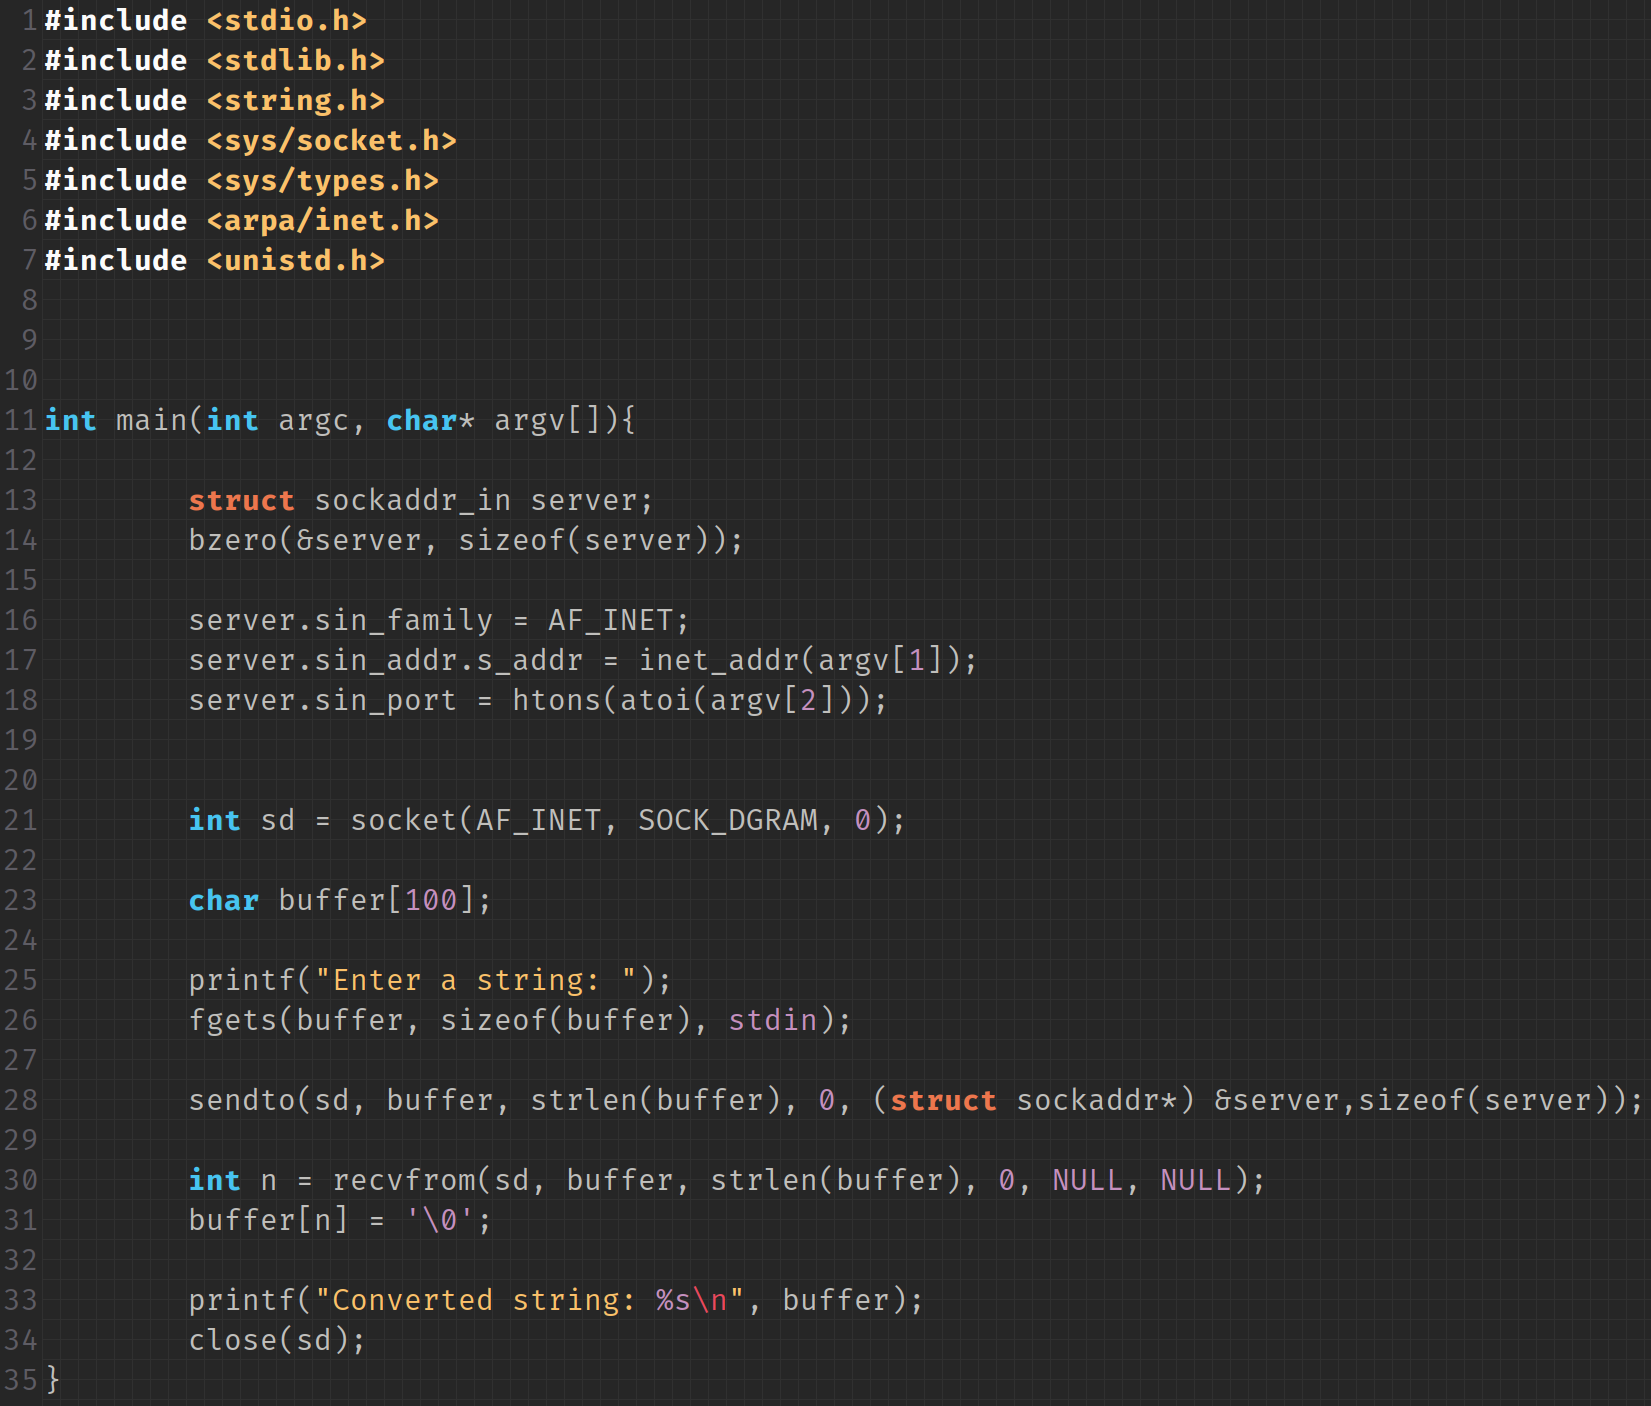 1 #include <stdio.h>
2 #include <stdlib.h>
3 #include <string.h>
4 #include <sys/socket.h>
5 #include <sys/types.h>
6 #include <arpa/inet.h>
7 #include <unistd.h>
8
9
10
11 int main(int argc, char* argv[]){
12
13         struct sockaddr_in server;
14         bzero(&server, sizeof(server));
15
16         server.sin_family = AF_INET;
17         server.sin_addr.s_addr = inet_addr(argv[1]);
18         server.sin_port = htons(atoi(argv[2]));
19
20
21         int sd = socket(AF_INET, SOCK_DGRAM, 0);
22
23         char buffer[100];
24
25         printf("Enter a string: ");
26         fgets(buffer, sizeof(buffer), stdin);
27
28         sendto(sd, buffer, strlen(buffer), 0, (struct sockaddr*) &server,sizeof(server));
29
30         int n = recvfrom(sd, buffer, strlen(buffer), 0, NULL, NULL);
31         buffer[n] = '\0';
32
33         printf("Converted string: %s\n", buffer);
34         close(sd);
35 }